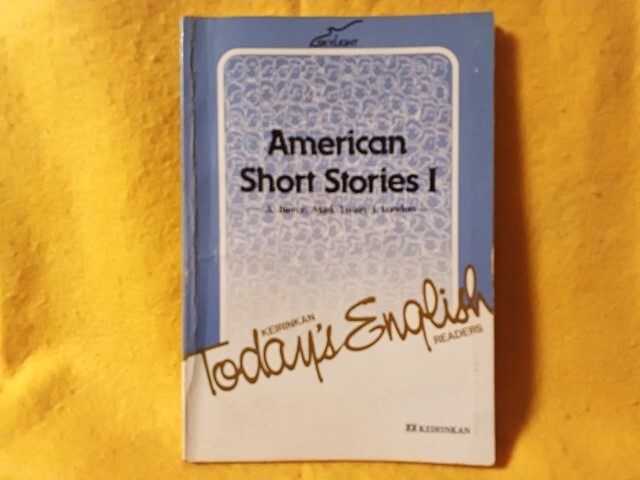 SKYLIGHT
American
Short Stories I
A. Bierce, Mark Twain, J. London
KEIRINKAN
Today's English
READERS
KEIRINKAN